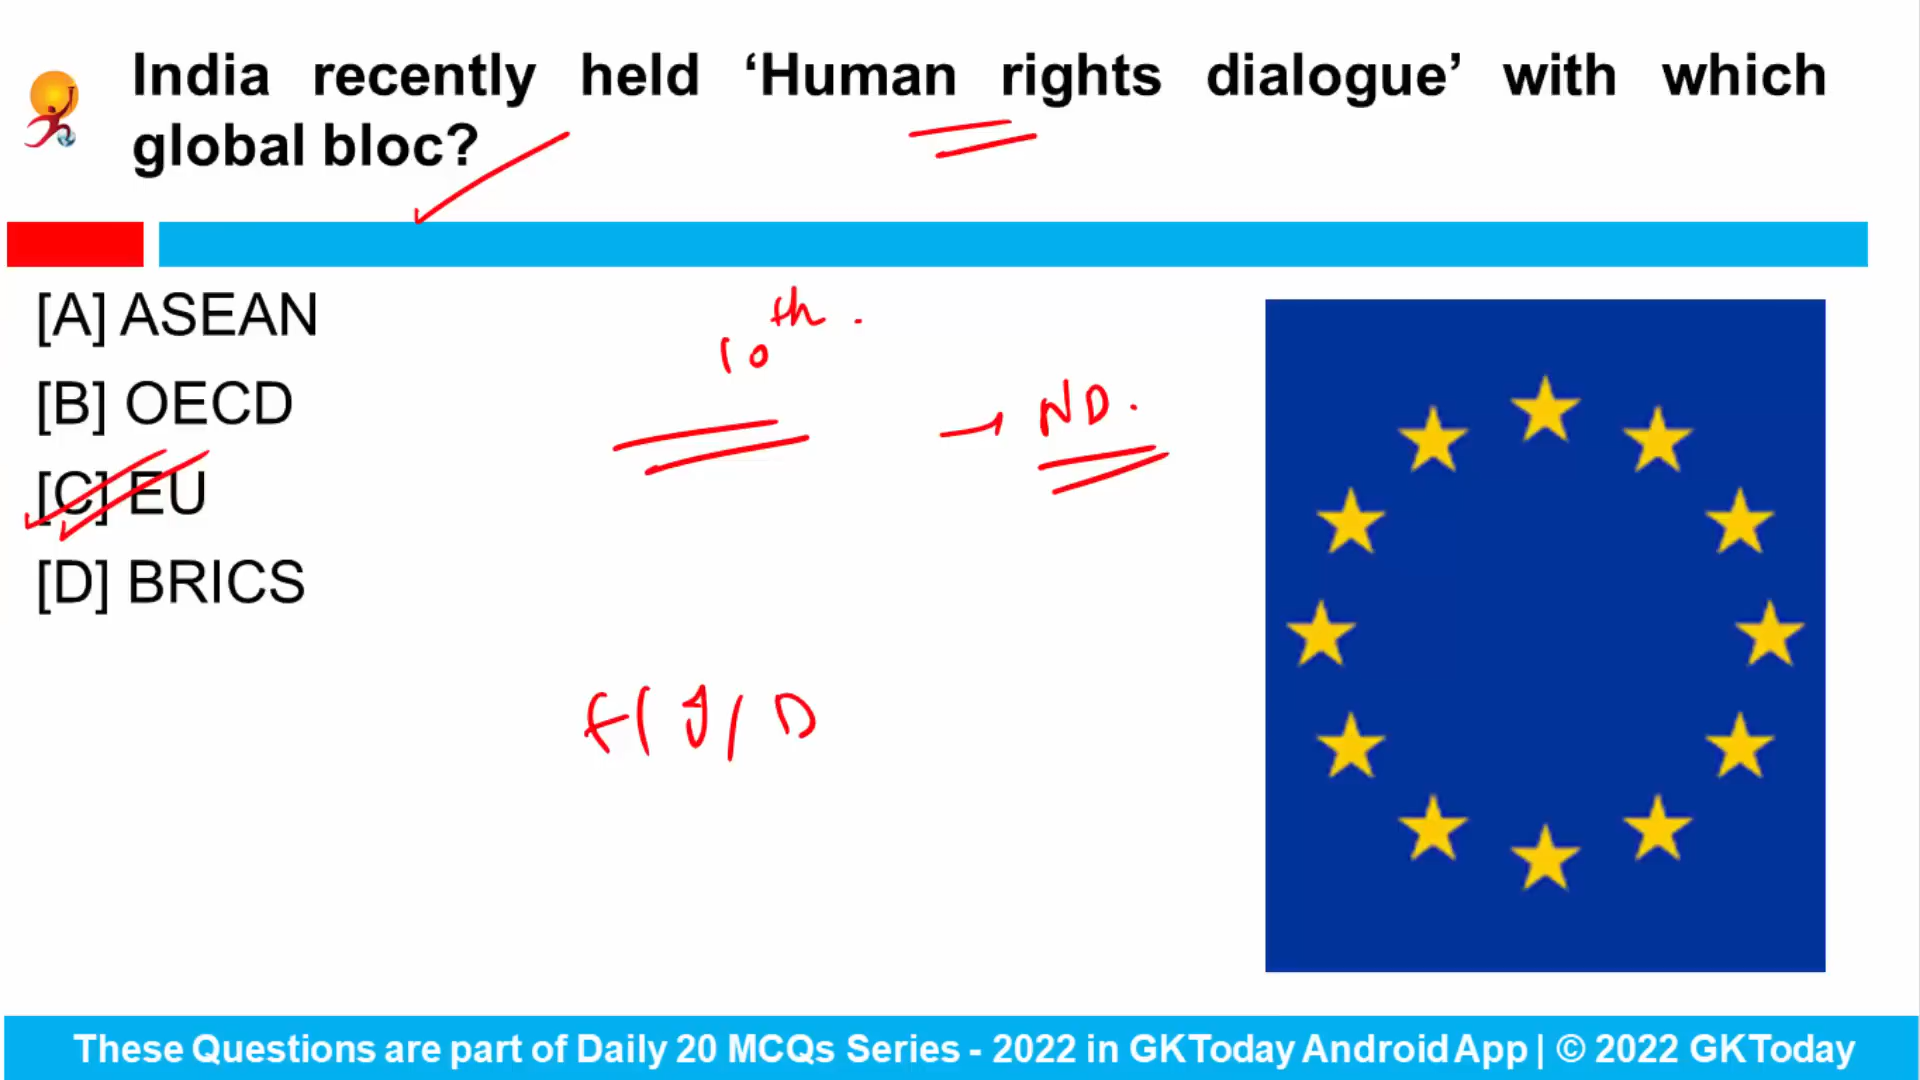 India recently held ‘Human rights dialogue’ with which
global bloc?
[A] ASEAN
10th.
[B] OECD
→ ND.
[C] EU
[D] BRICS
These Questions are part of Daily 20 MCQs Series - 2022 in GKToday Android App | © 2022 GKToday